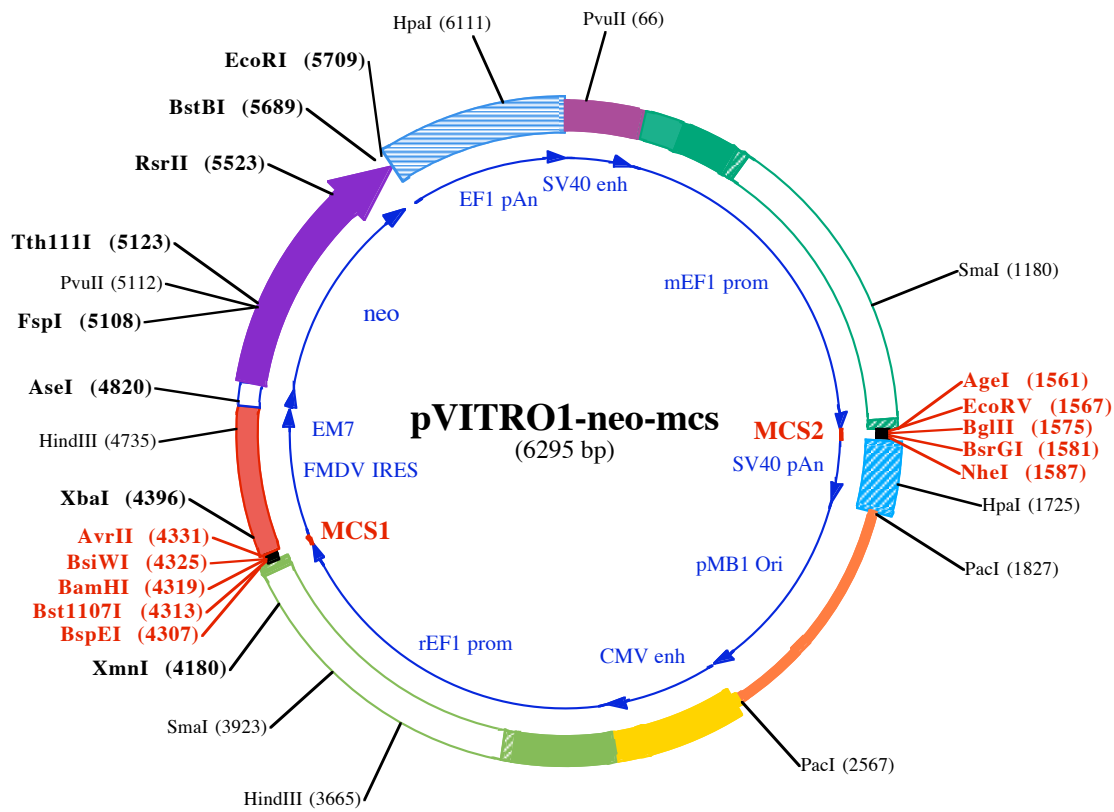 HpaI (6111)
PvuII (66)
EcoRI (5709)
BstBI (5689)
RsrII (5523)
EF1 pAn
SV40 enh
Tth111I (5123)
PvuII (5112)
FspI (5108)
neo
mEF1 prom
SmaI (1180)
AseI (4820)
HindIII (4735)
EM7
FMDV IRES
pVITRO1-neo-mcs
(6295 bp)
MCS2
SV40 pAn
AgeI (1561)
EcoRV (1567)
BglII (1575)
BsrGI (1581)
NheI (1587)
HpaI (1725)
XbaI (4396)
AvrII (4331)
BsiWI (4325)
BamHI (4319)
Bst1107I (4313)
BspEI (4307)
XmnI (4180)
MCS1
pMB1 Ori
PacI (1827)
rEF1 prom
CMV enh
SmaI (3923)
HindIII (3665)
PacI (2567)